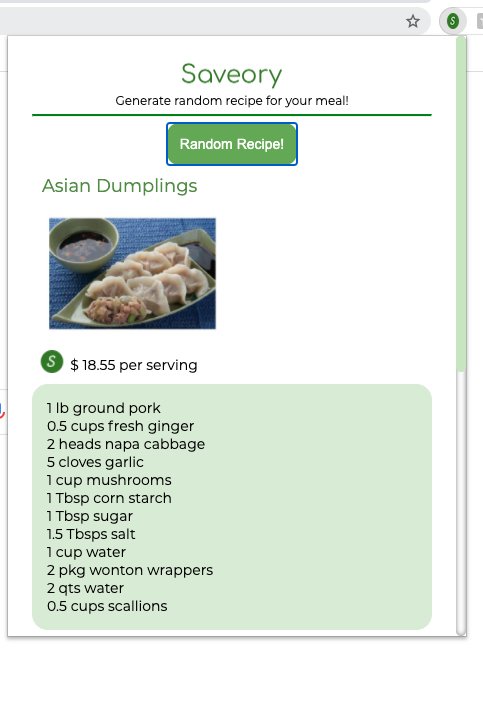 Saveory
Generate random recipe for your meal!
Random Recipe!
Asian Dumplings
S $ 18.55 per serving
1 lb ground pork
0.5 cups fresh ginger
2 heads napa cabbage
5 cloves garlic
1 cup mushrooms
1 Tbsp corn starch
1 Tbsp sugar
1.5 Tbsps salt
1 cup water
2 pkg wonton wrappers
2 qts water
0.5 cups scallions